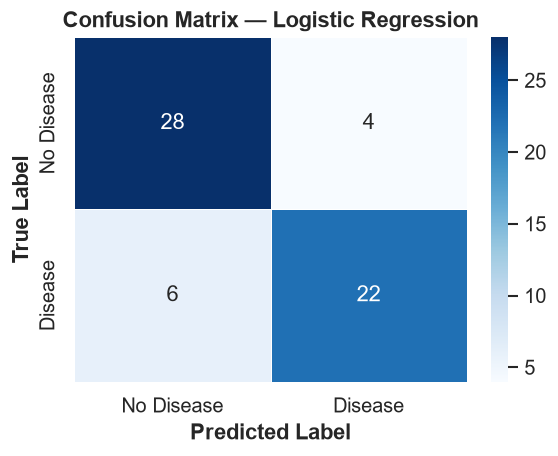 Confusion Matrix — Logistic Regression
True Label
No Disease
Disease
28
4
6
22
No Disease
Disease
Predicted Label
25
20
15
10
5